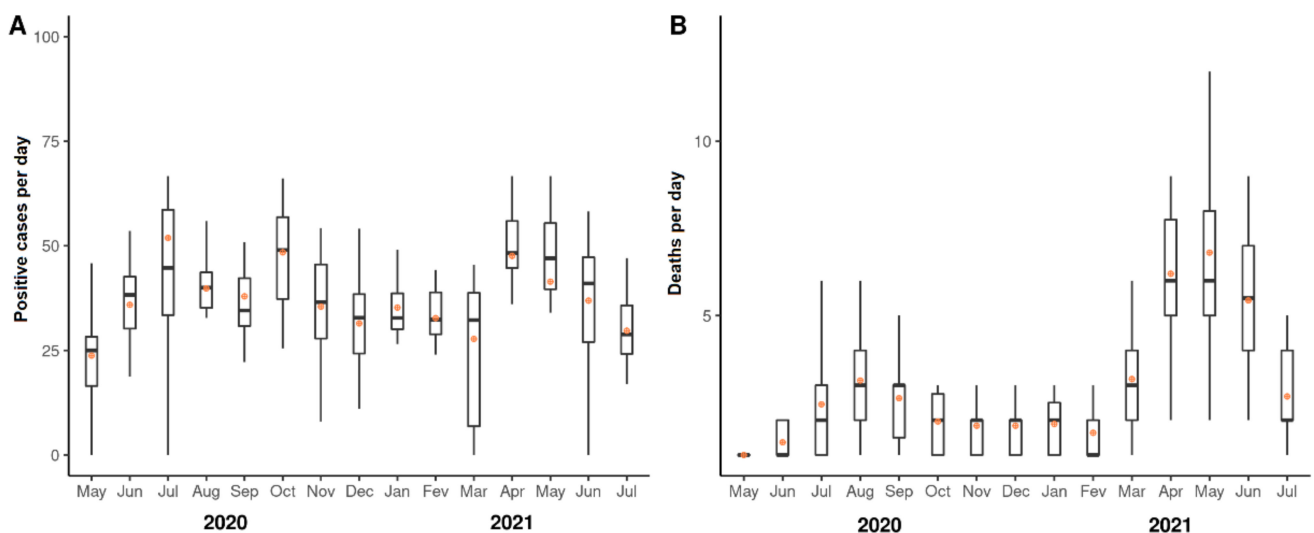 A
Positive cases per day
100
75
50
25
0
May Jun Jul Aug Sep Oct Nov Dec Jan Fev Mar Apr May Jun Jul
2020 2021
B
Deaths per day
10
5
May Jun Jul Aug Sep Oct Nov Dec Jan Fev Mar Apr May Jun Jul
2020 2021